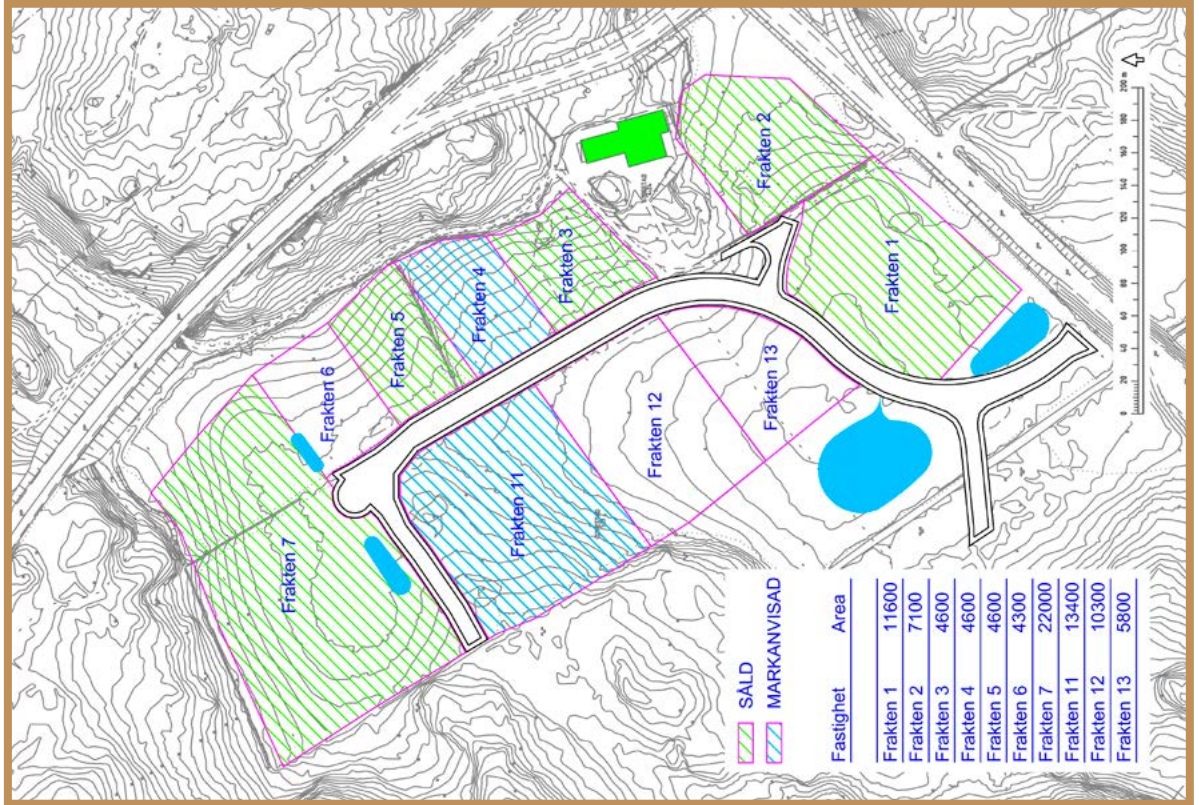 Frakten 7
Frakten 6
Frakten 5
Frakten 4
Frakten 3
Frakten 2
Frakten 1
Frakten 11
Frakten 12
Frakten 13
SÅLD
MARKANVISAD
Fastighet Area
Frakten 1 11600
Frakten 2 7100
Frakten 3 4600
Frakten 4 4600
Frakten 5 4600
Frakten 6 4300
Frakten 7 22000
Frakten 11 13400
Frakten 12 10300
Frakten 13 5800
0 20 40 60 80 100 120 140 160 180 200 m